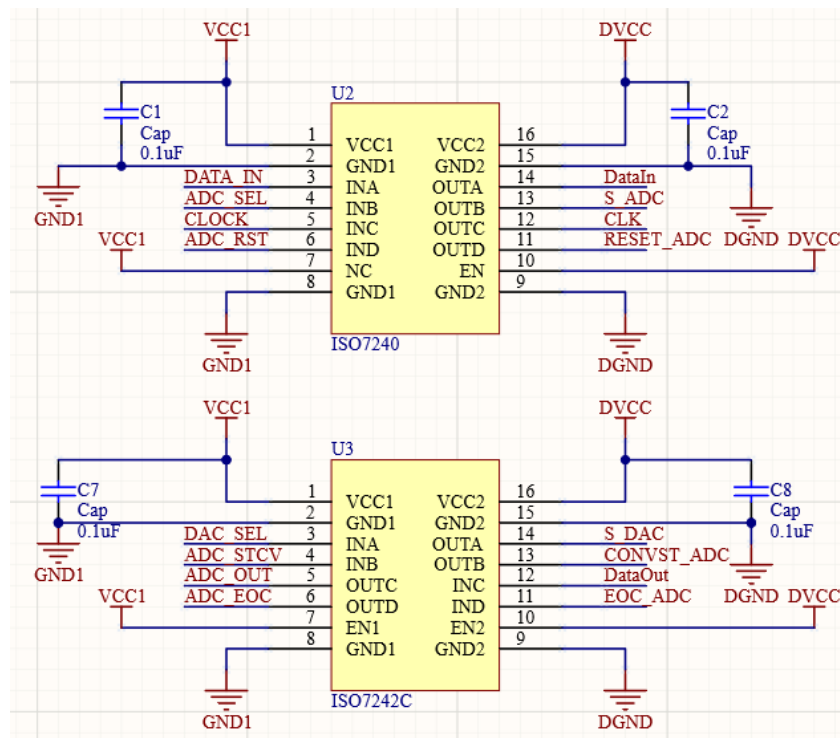 VCC1
DVCC
U2
C1
Cap
0.1uF
C2
Cap
0.1uF
1 VCC1 VCC2 16
2 GND1 GND2 15
DATA_IN 3 INA OUTA 14 DataIn
ADC_SEL 4 INB OUTB 13 S_ADC
CLOCK 5 INC OUTC 12 CLK
ADC_RST 6 IND OUTD 11 RESET_ADC
7 NC EN 10
8 GND1 GND2 9
GND1
VCC1
DGND
DVCC
ISO7240
GND1
DGND
VCC1
DVCC
U3
C7
Cap
0.1uF
C8
Cap
0.1uF
1 VCC1 VCC2 16
2 GND1 GND2 15
DAC_SEL 3 INA OUTA 14 S_DAC
ADC_STCV 4 INB OUTB 13 CONVST_ADC
ADC_OUT 5 OUTC INC 12 DataOut
ADC_EOC 6 OUTD IND 11 EOC_ADC
7 EN1 EN2 10
8 GND1 GND2 9
GND1
VCC1
DGND
DVCC
ISO7242C
GND1
DGND